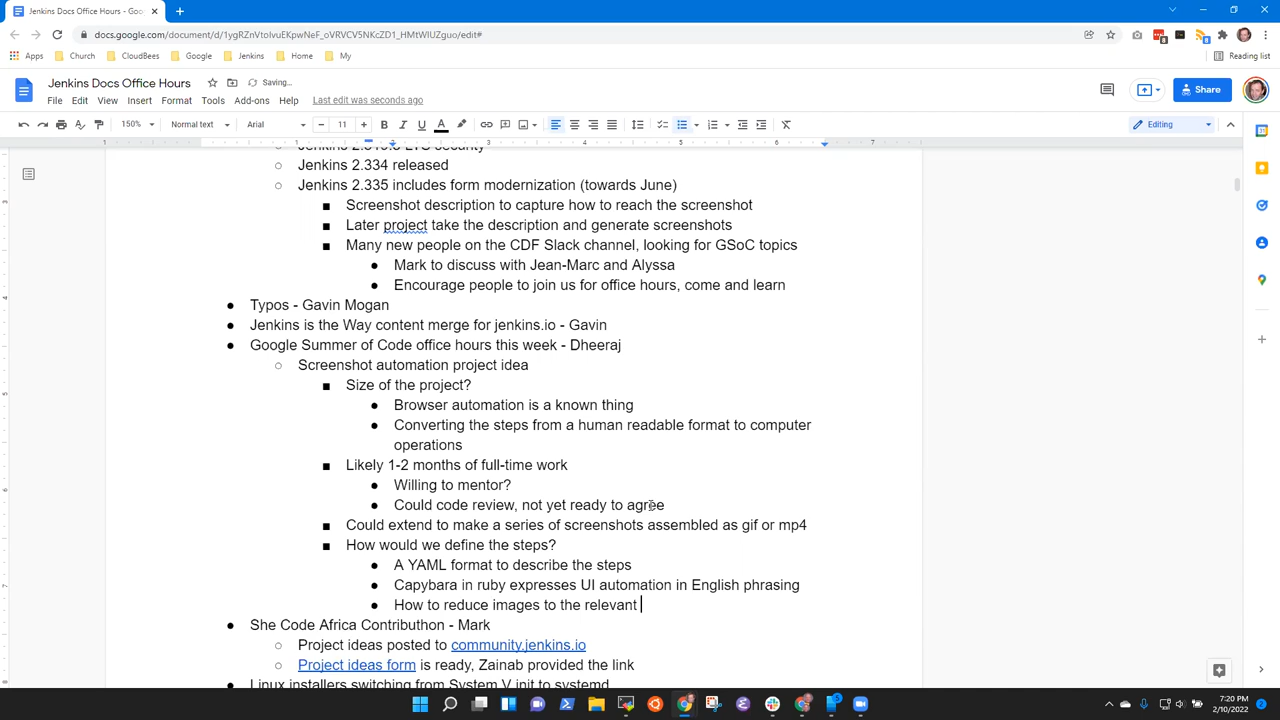 Jenkins Docs Office Hours - Goo
docs.google.com/document/d/1ygRZnVtoIvuEKpwNeF_oVRVCV5NKcZD1_HMtWIUZguo/edit#
Apps Church CloudBees Google Jenkins Home My Reading list
Jenkins Docs Office Hours Saving...
File Edit View Insert Format Tools Add-ons Help Last edit was seconds ago
Share
150% Normal text Arial 11 Editing
1 1 2 3 4 5 6 7
Jenkins 2.334 released
Jenkins 2.335 includes form modernization (towards June)
Screenshot description to capture how to reach the screenshot
Later project take the description and generate screenshots
Many new people on the CDF Slack channel, looking for GSoC topics
Mark to discuss with Jean-Marc and Alyssa
Encourage people to join us for office hours, come and learn
Typos - Gavin Mogan
Jenkins is the Way content merge for jenkins.io - Gavin
Google Summer of Code office hours this week - Dheeraj
Screenshot automation project idea
Size of the project?
Browser automation is a known thing
Converting the steps from a human readable format to computer
operations
Likely 1-2 months of full-time work
Willing to mentor?
Could code review, not yet ready to agree
Could extend to make a series of screenshots assembled as gif or mp4
How would we define the steps?
A YAML format to describe the steps
Capybara in ruby expresses UI automation in English phrasing
How to reduce images to the relevant
She Code Africa Contributhon - Mark
Project ideas posted to community.jenkins.io
Project ideas form is ready, Zainab provided the link
Linux installers switching from System V init to systemd
7:20 PM
2/10/2022